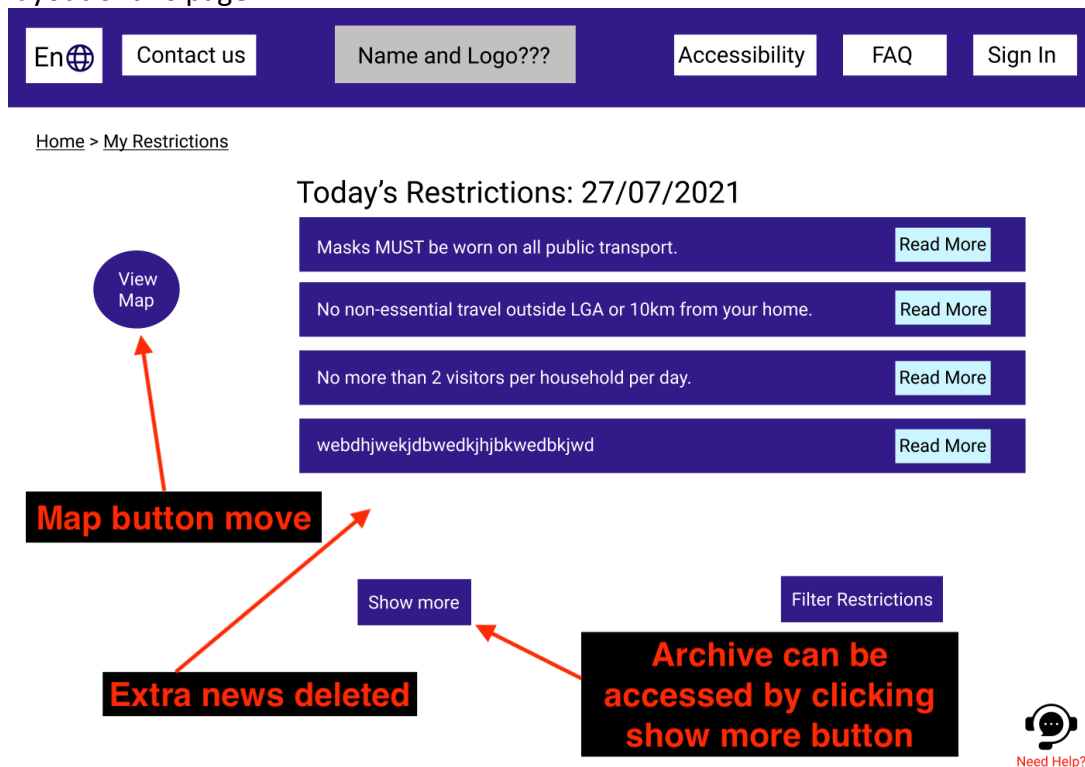 En
Contact us
Name and Logo???
Accessibility
FAQ
Sign In
Home > My Restrictions
Today's Restrictions: 27/07/2021
Masks MUST be worn on all public transport.
Read More
View
Map
No non-essential travel outside LGA or 10km from your home.
Read More
No more than 2 visitors per household per day.
Read More
webdhjwekjdbwedkjhjbkwedbkjwd
Read More
Map button move
Show more
Filter Restrictions
Extra news deleted
Archive can be
accessed by clicking
show more button
Need Help?